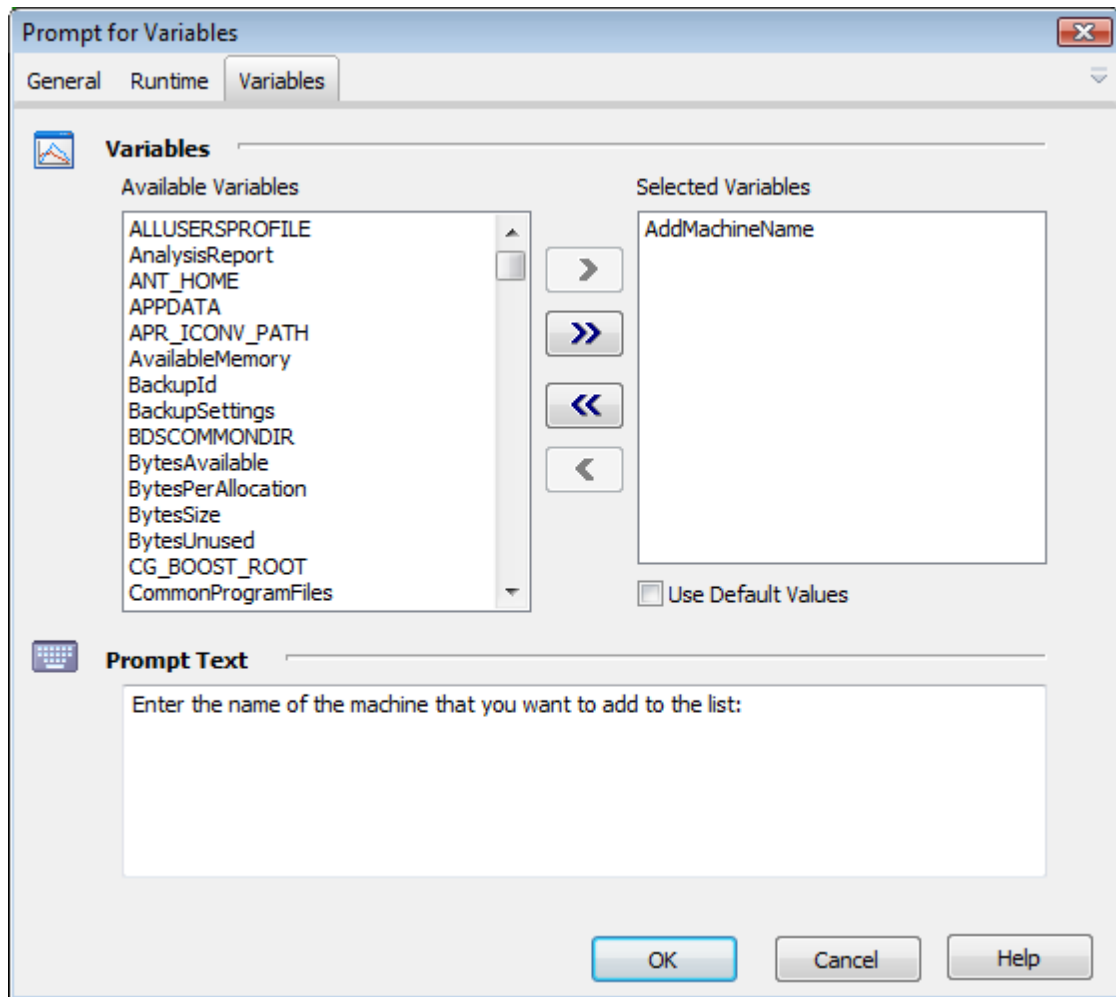 Prompt for Variables
General Runtime Variables
Variables
Available Variables
ALLUSERSPROFILE
AnalysisReport
ANT_HOME
APPDATA
APR_ICONV_PATH
AvailableMemory
BackupId
BackupSettings
BDSCOMMONDIR
BytesAvailable
BytesPerAllocation
BytesSize
BytesUnused
CG_BOOST_ROOT
CommonProgramFiles
Selected Variables
AddMachineName
Use Default Values
Prompt Text
Enter the name of the machine that you want to add to the list:
OK Cancel Help